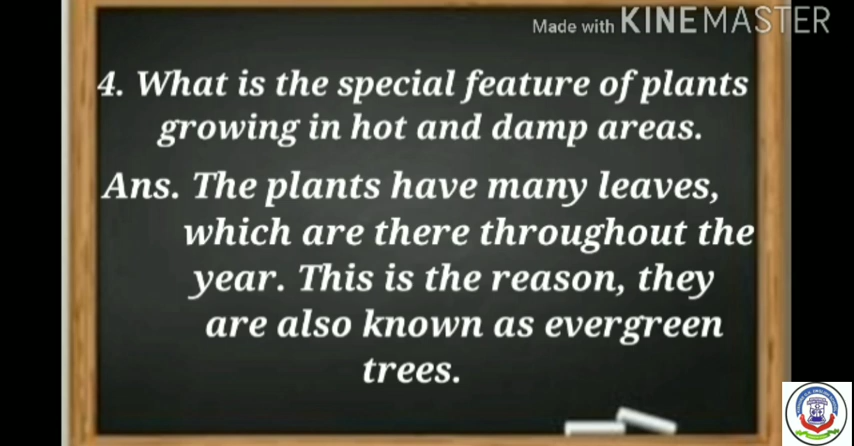 Made with KINEMASTER
4. What is the special feature of plants
growing in hot and damp areas.
Ans. The plants have many leaves,
which are there throughout the
year. This is the reason, they
are also known as evergreen
trees.